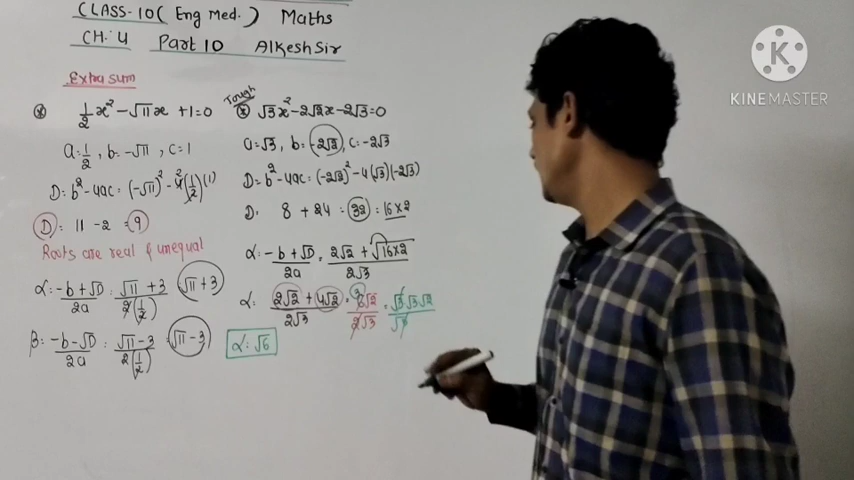 CLASS-10 (Eng Med.) Maths
CH. 4 Part 10 Alkesh Sir
Extra sum
⊗ 1/2 x² - √11x + 1 = 0
a = 1/2, b = -√11, c = 1
D = b² - 4ac = (-√11)² - 4(1/2)(1)
2
D = 11 - 2 = 9
Roots are real & unequal
α = -b + √D / 2a = √11 + 3 / 2(1/2) = √11 + 3
β = -b - √D / 2a = √11 - 3 / 2(1/2) = √11 - 3
Tough
⊗ √3x² - 2√2x - 2√3 = 0
a = √3, b = -2√2, c = -2√3
D = b² - 4ac = (-2√2)² - 4(√3)(-2√3)
D = 8 + 24 = 32 = 16×2
α = -b + √D / 2a = 2√2 + √16×2 / 2√3
α = 2√2 + 4√2 / 2√3 = 6√2 / 2√3 = √3 √3 √2 / √3
3
α = √6
KINEMASTER